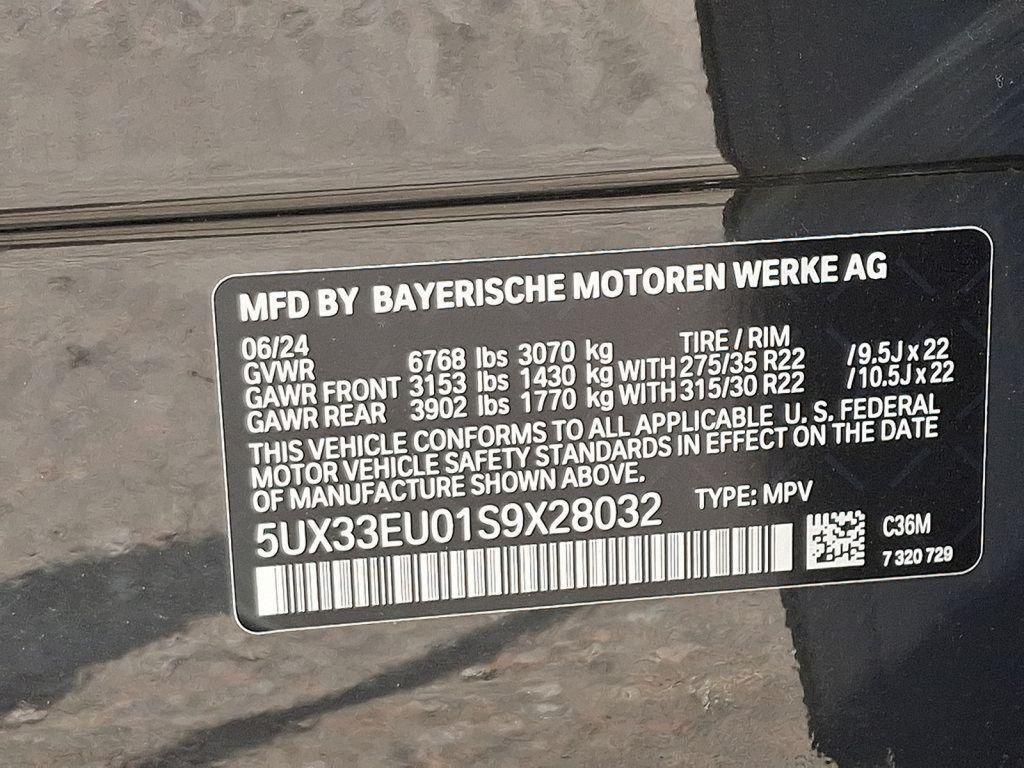 MFD BY BAYERISCHE MOTOREN WERKE AG
06/24 TIRE / RIM
GVWR 6768 lbs 3070 kg
GAWR FRONT 3153 lbs 1430 kg WITH 275/35 R22 /9.5J x 22
GAWR REAR 3902 lbs 1770 kg WITH 315/30 R22 /10.5J x 22
THIS VEHICLE CONFORMS TO ALL APPLICABLE U. S. FEDERAL
MOTOR VEHICLE SAFETY STANDARDS IN EFFECT ON THE DATE
OF MANUFACTURE SHOWN ABOVE.
5UX33EU01S9X28032 TYPE: MPV
C36M
7 320 729